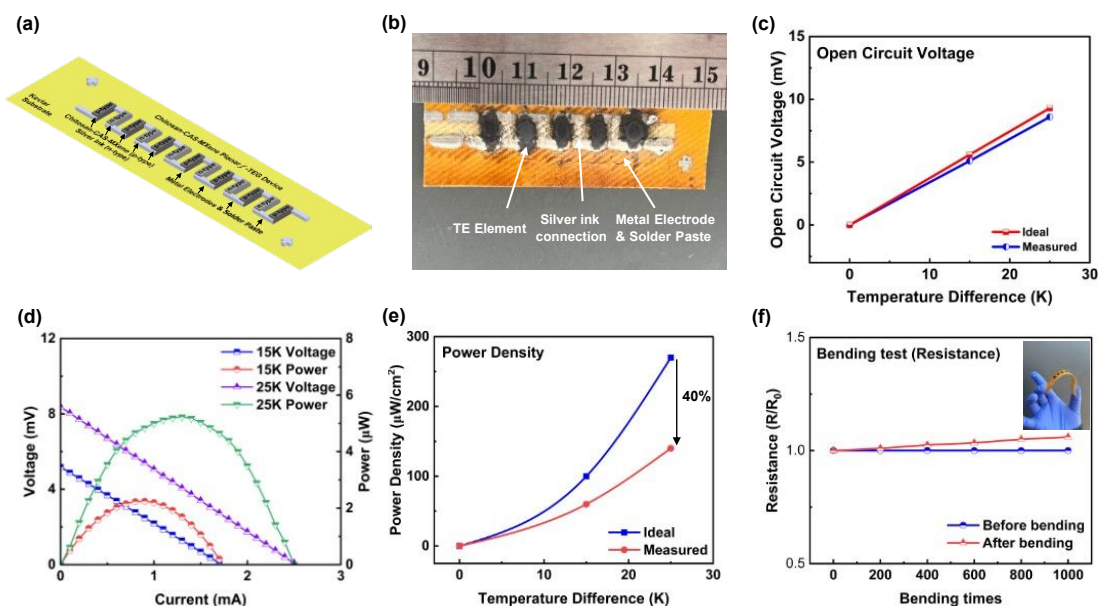 (a)
Kevlar
Substrate
Chitosan-CAS-MXene Planar f-TEG Device
Chitosan-CAS-MXene (p-type)
Silver ink (n-type)
Metal Electrodes & Solder Paste
(b)
9 10 11 12 13 14 15
TE Element
Silver ink
connection
Metal Electrode
& Solder Paste
(c)
Open Circuit Voltage
Open Circuit Voltage (mV)
15
10
5
0
Ideal
Measured
0 10 20 30
Temperature Difference (K)
(d)
Voltage (mV)
12
8
4
0
15K Voltage
15K Power
25K Voltage
25K Power
8
6
4
2
0
Power (µW)
0 1 2 3
Current (mA)
(e)
Power Density
Power Density (µW/cm²)
300
200
100
0
40%
Ideal
Measured
0 5 10 15 20 25 30
Temperature Difference (K)
(f)
Bending test (Resistance)
Resistance (R/R₀)
1.5
1.0
0.5
Before bending
After bending
0 200 400 600 800 1000
Bending times